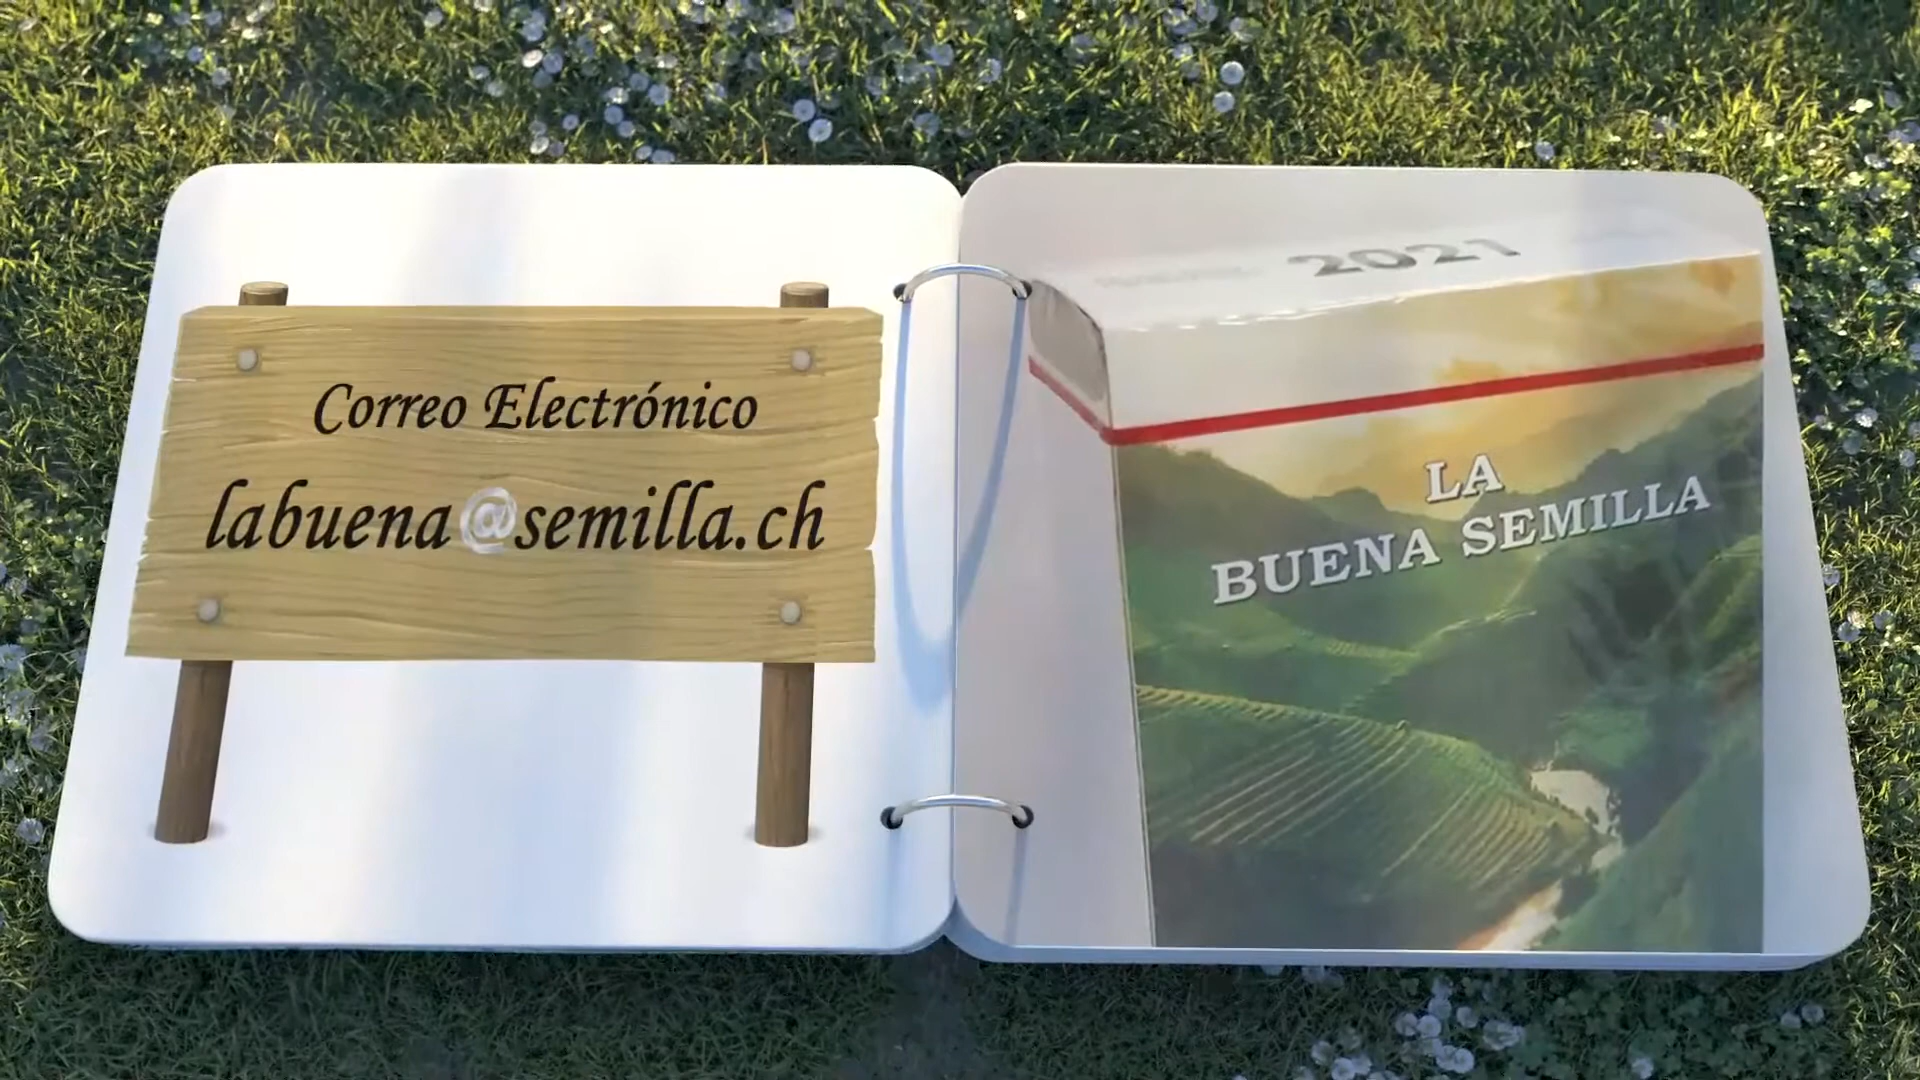 Correo Electrónico
labuena@semilla.ch
2021
LA
BUENA SEMILLA